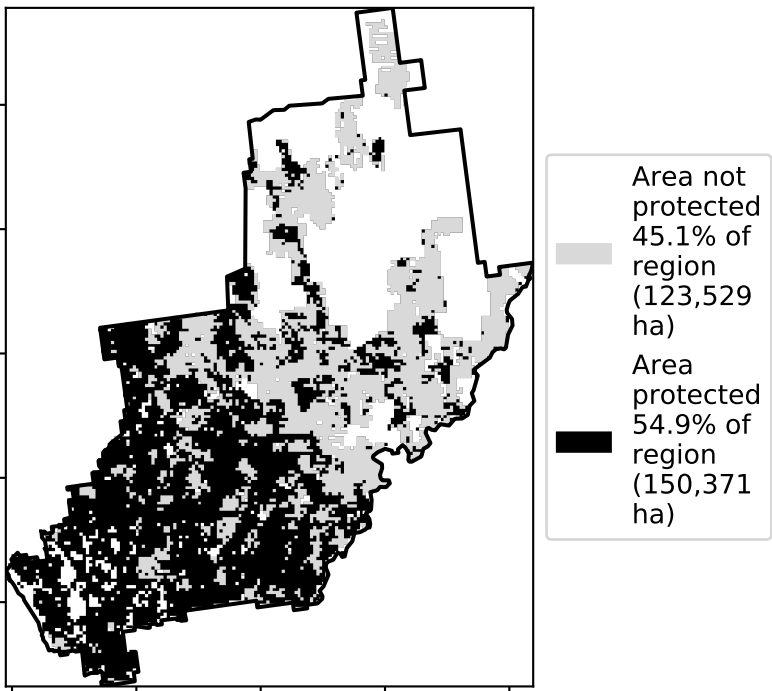 Area not
protected
45.1% of
region
(123,529
ha)
Area
protected
54.9% of
region
(150,371
ha)